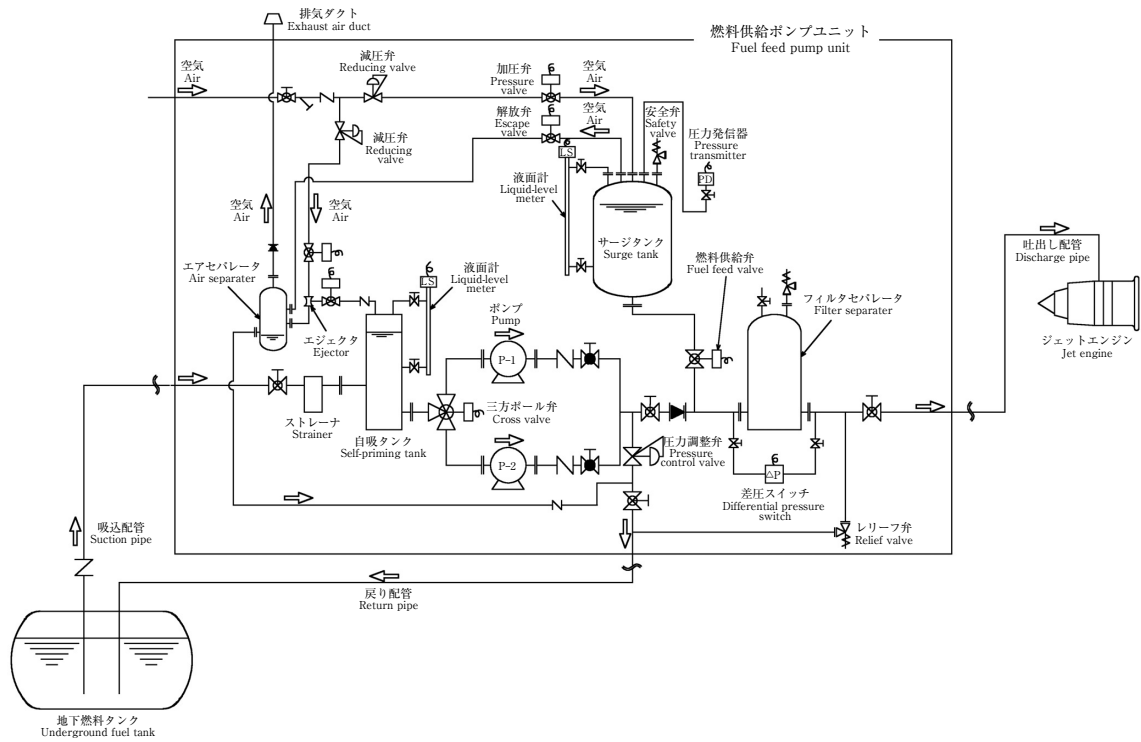 排気ダクト
Exhaust air duct
燃料供給ポンプユニット
Fuel feed pump unit
空気
Air
減圧弁
Reducing valve
加圧弁
Pressure
valve
空気
Air
解放弁
Escape
valve
空気
Air
安全弁
Safety
valve
圧力発信器
Pressure
transmitter
減圧弁
Reducing
valve
LS
PD
液面計
Liquid-level
meter
空気
Air
空気
Air
サージタンク
Surge tank
吐出し配管
Discharge pipe
エアセパレータ
Air separater
液面計
Liquid-level
meter
LS
燃料供給弁
Fuel feed valve
フィルタセパレータ
Filter separater
ポンプ
Pump
エジェクタ
Ejector
ジェットエンジン
Jet engine
P-1
ストレーナ
Strainer
三方ボール弁
Cross valve
自吸タンク
Self-priming tank
P-2
圧力調整弁
Pressure
control valve
△P
差圧スイッチ
Differential pressure
switch
吸込配管
Suction pipe
レリーフ弁
Relief valve
戻り配管
Return pipe
地下燃料タンク
Underground fuel tank